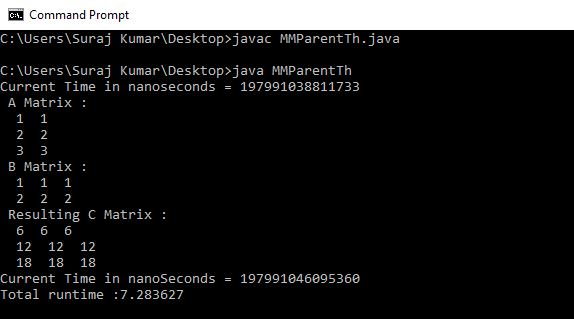 Command Prompt
C:\Users\Suraj Kumar\Desktop>javac MMParentTh.java
C:\Users\Suraj Kumar\Desktop>java MMParentTh
Current Time in nanoseconds = 197991038811733
A Matrix :
1 1
2 2
3 3
B Matrix :
1 1 1
2 2 2
Resulting C Matrix :
6 6 6
12 12 12
18 18 18
Current Time in nanoSeconds = 197991046095360
Total runtime :7.283627